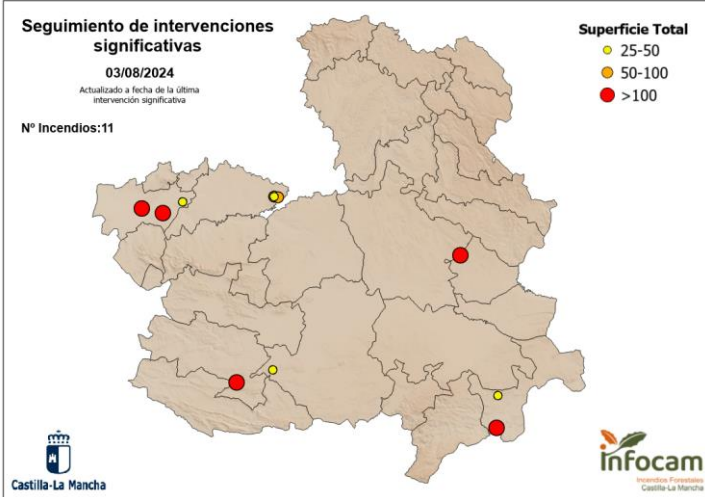 Seguimiento de intervenciones
significativas
03/08/2024
Actualizado a fecha de la última
intervención significativa
Nº Incendios:11
Superficie Total
25-50
50-100
>100
Castilla-La Mancha
infocam
Incendios Forestales
Castilla-La Mancha